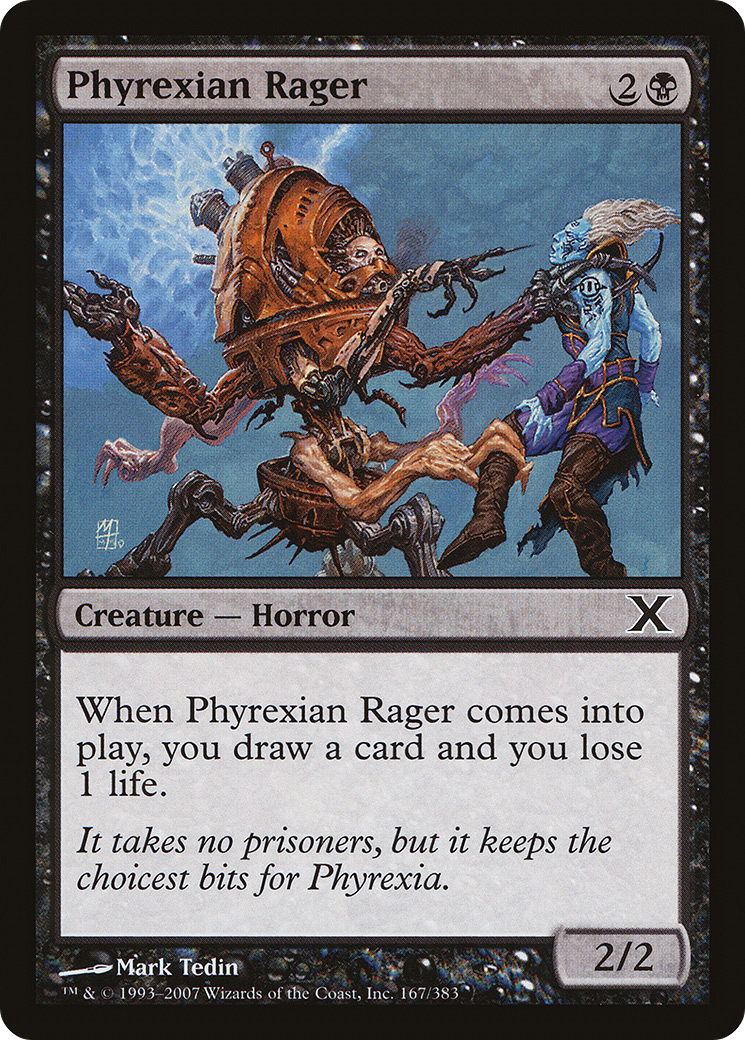 Phyrexian Rager 2
Creature — Horror X
When Phyrexian Rager comes into
play, you draw a card and you lose
1 life.
It takes no prisoners, but it keeps the
choicest bits for Phyrexia.
2/2
Mark Tedin
™ & © 1993–2007 Wizards of the Coast, Inc. 167/383